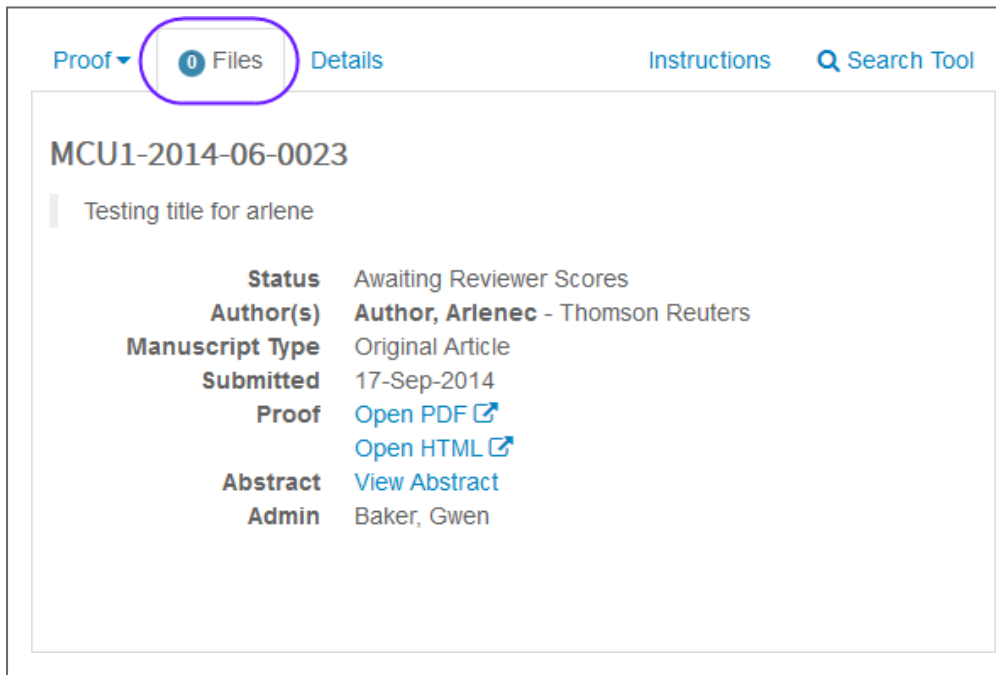 Proof 0 Files Details Instructions Search Tool
MCU1-2014-06-0023
Testing title for arlene
Status Awaiting Reviewer Scores
Author(s) Author, Arlenec - Thomson Reuters
Manuscript Type Original Article
Submitted 17-Sep-2014
Proof Open PDF
Open HTML
Abstract View Abstract
Admin Baker, Gwen